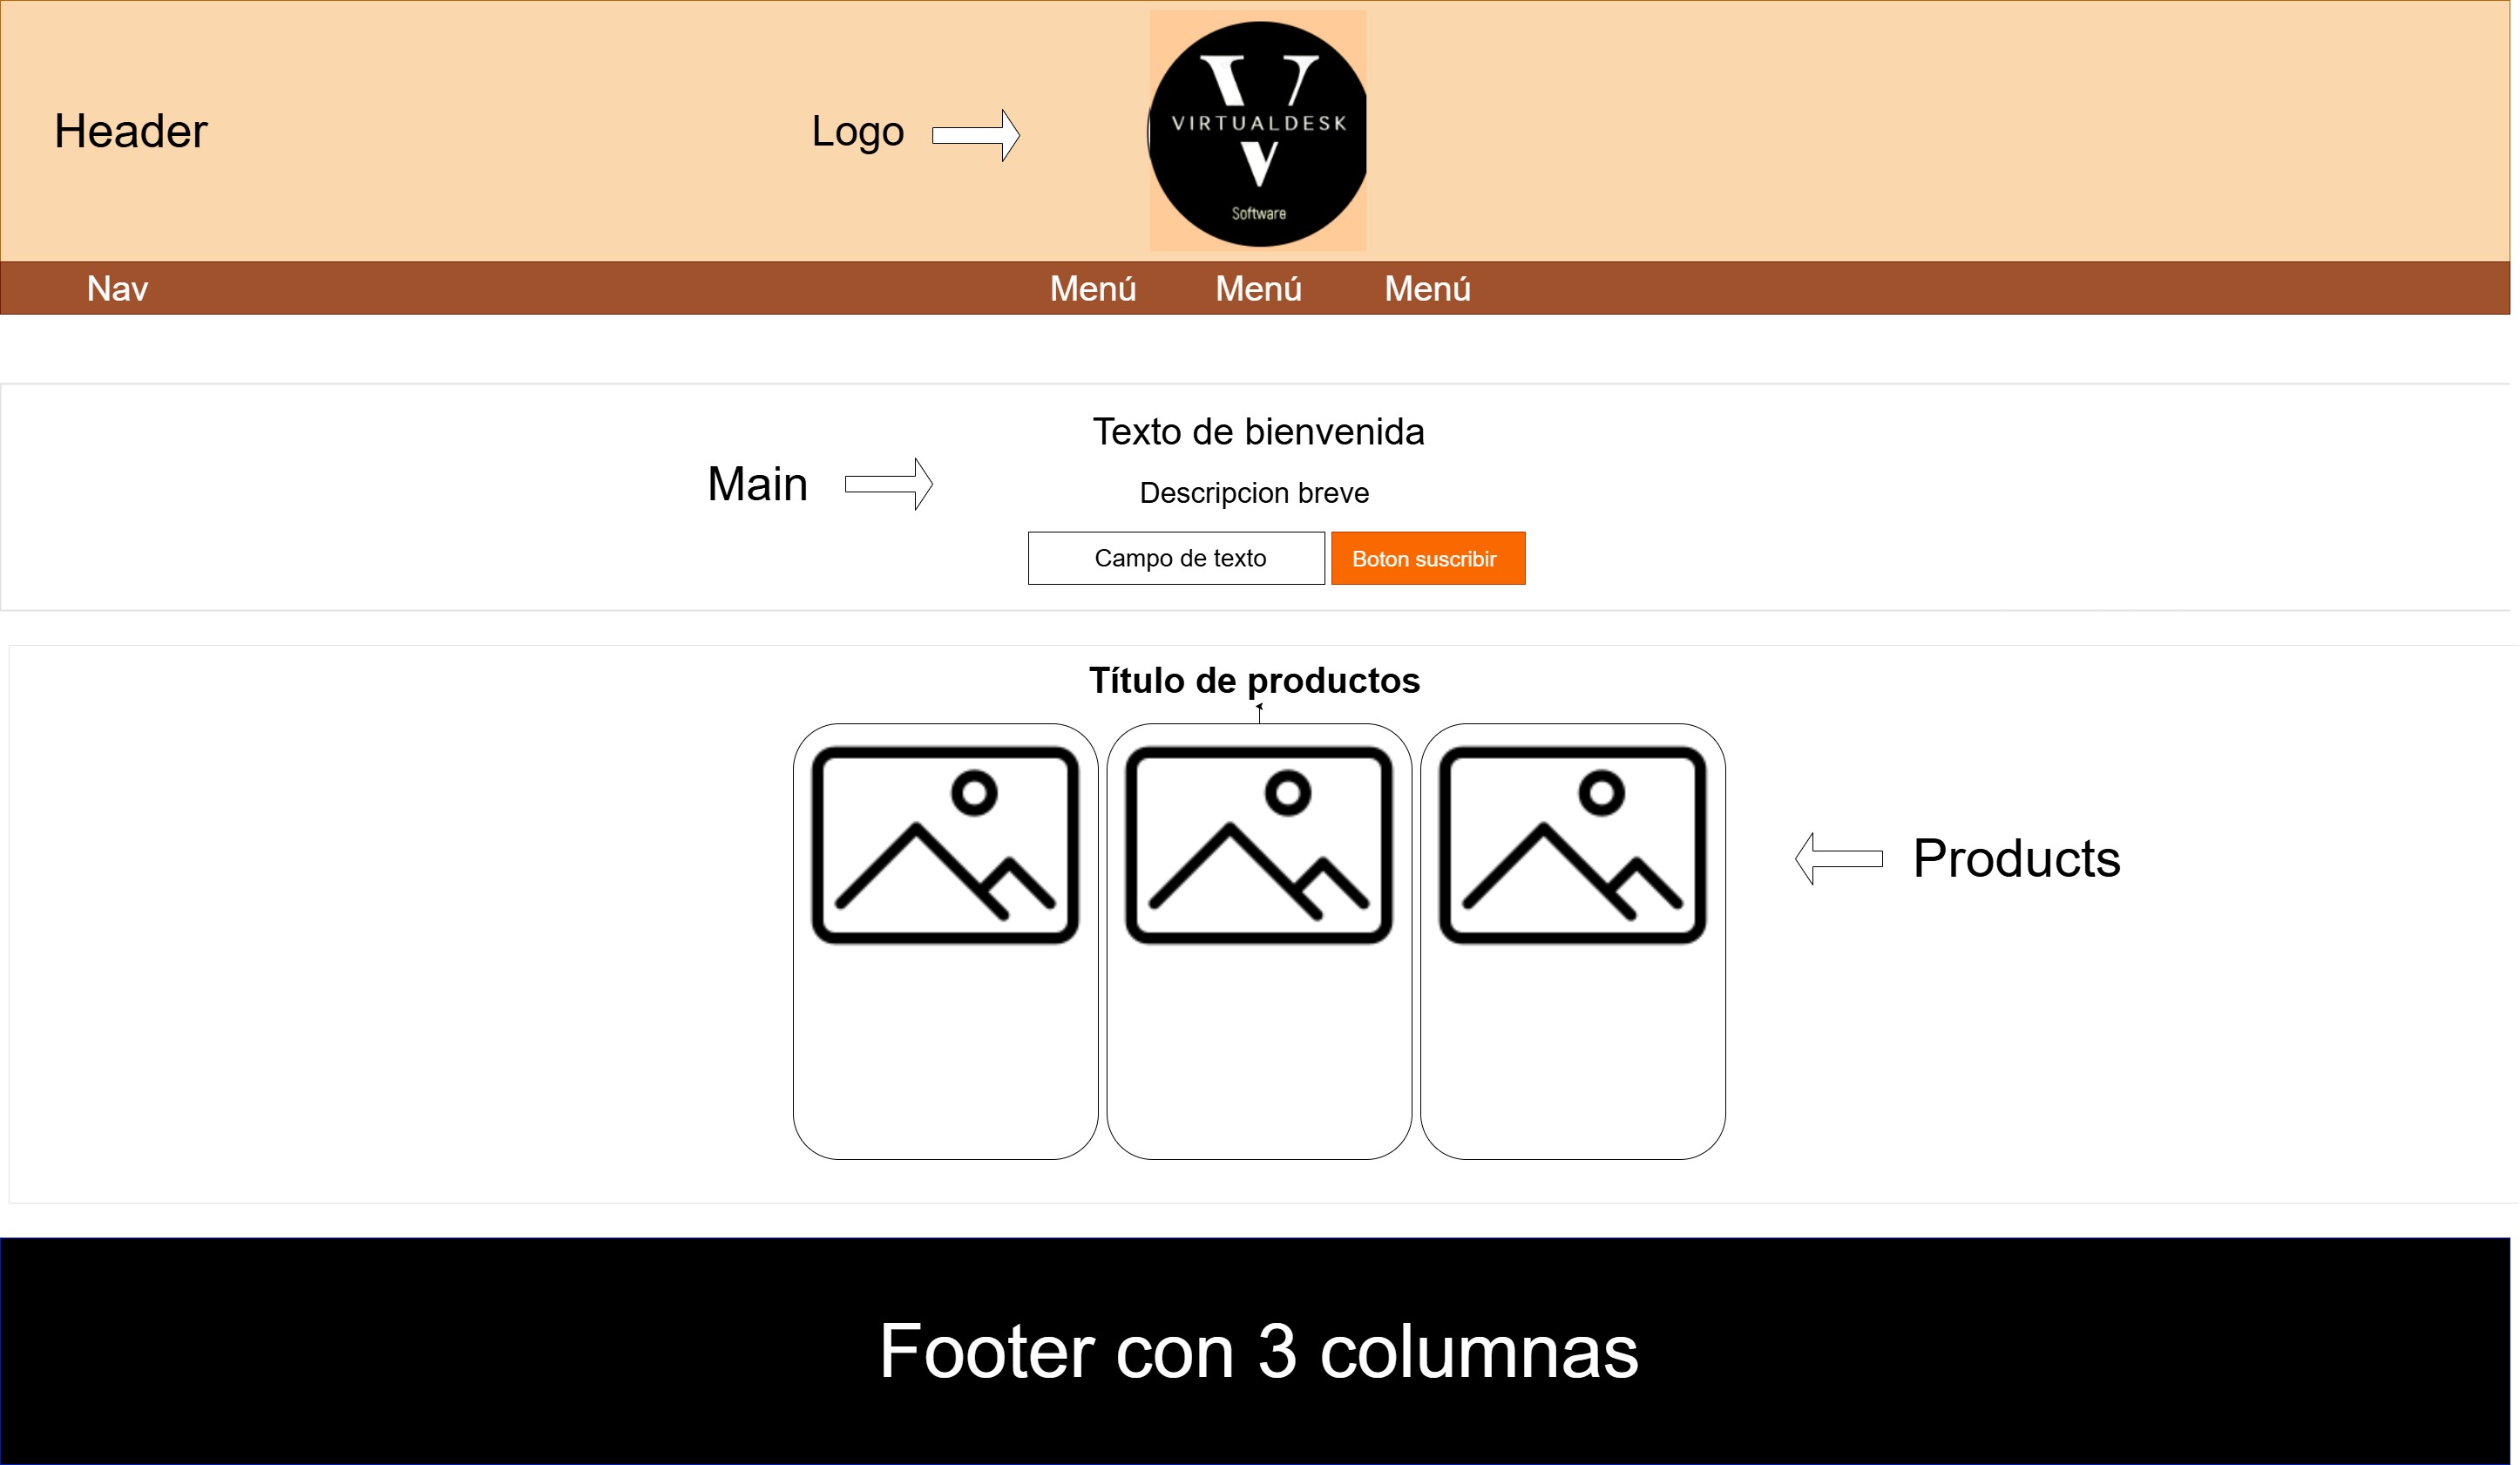 Header
Logo
VIRTUALDESK
Software
Nav
Menú
Menú
Menú
Texto de bienvenida
Main
Descripcion breve
Campo de texto
Boton suscribir
Título de productos
Products
Footer con 3 columnas